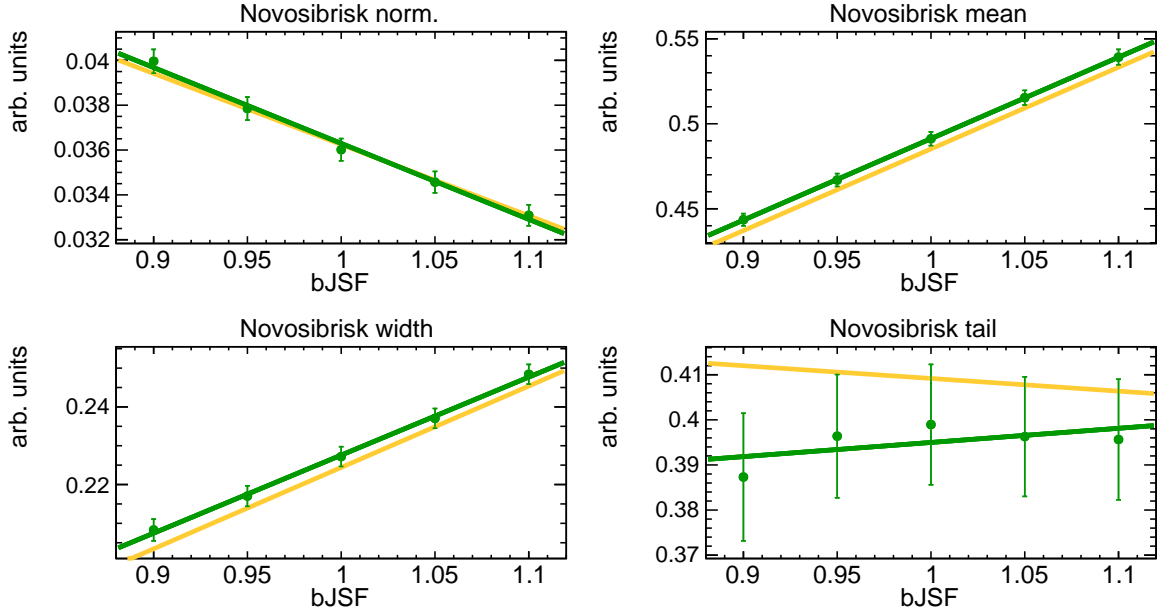 Novosibrisk norm.
arb. units
0.04
0.038
0.036
0.034
0.032
0.9 0.95 1 1.05 1.1
bJSF
Novosibrisk mean
arb. units
0.55
0.5
0.45
0.9 0.95 1 1.05 1.1
bJSF
Novosibrisk width
arb. units
0.24
0.22
0.9 0.95 1 1.05 1.1
bJSF
Novosibrisk tail
arb. units
0.41
0.4
0.39
0.38
0.37
0.9 0.95 1 1.05 1.1
bJSF